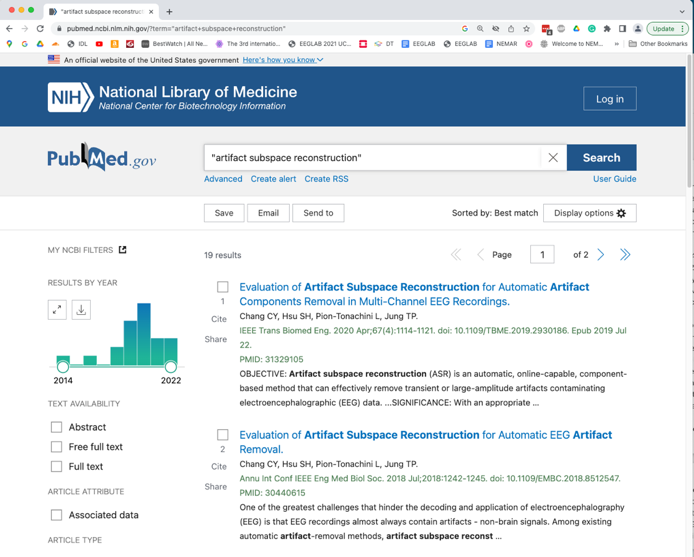 "artifact subspace reconstruction"
pubmed.ncbi.nlm.nih.gov/?term="artifact+subspace+reconstruction"
Update
IDL
BestWatch | All Ne...
The 3rd internatio...
EEGLAB 2021 UC...
DT
EEGLAB
EEGLAB
NEMAR
Welcome to NEM...
»
Other Bookmarks
An official website of the United States government Here's how you know
NIH National Library of Medicine
National Center for Biotechnology Information
Log in
PubMed.gov
"artifact subspace reconstruction"
Search
Advanced Create alert Create RSS
User Guide
Save Email Send to
Sorted by: Best match
Display options
MY NCBI FILTERS
19 results
Page 1 of 2
RESULTS BY YEAR
2014 2022
TEXT AVAILABILITY
Abstract
Free full text
Full text
ARTICLE ATTRIBUTE
Associated data
ARTICLE TYPE
1
Cite
Share
Evaluation of Artifact Subspace Reconstruction for Automatic Artifact
Components Removal in Multi-Channel EEG Recordings.
Chang CY, Hsu SH, Pion-Tonachini L, Jung TP.
IEEE Trans Biomed Eng. 2020 Apr;67(4):1114-1121. doi: 10.1109/TBME.2019.2930186. Epub 2019 Jul
22.
PMID: 31329105
OBJECTIVE: Artifact subspace reconstruction (ASR) is an automatic, online-capable, component-
based method that can effectively remove transient or large-amplitude artifacts contaminating
electroencephalographic (EEG) data. ...SIGNIFICANCE: With an appropriate ...
2
Cite
Share
Evaluation of Artifact Subspace Reconstruction for Automatic EEG Artifact
Removal.
Chang CY, Hsu SH, Pion-Tonachini L, Jung TP.
Annu Int Conf IEEE Eng Med Biol Soc. 2018 Jul;2018:1242-1245. doi: 10.1109/EMBC.2018.8512547.
PMID: 30440615
One of the greatest challenges that hinder the decoding and application of electroencephalography
(EEG) is that EEG recordings almost always contain artifacts - non-brain signals. Among existing
automatic artifact-removal methods, artifact subspace reconst ...